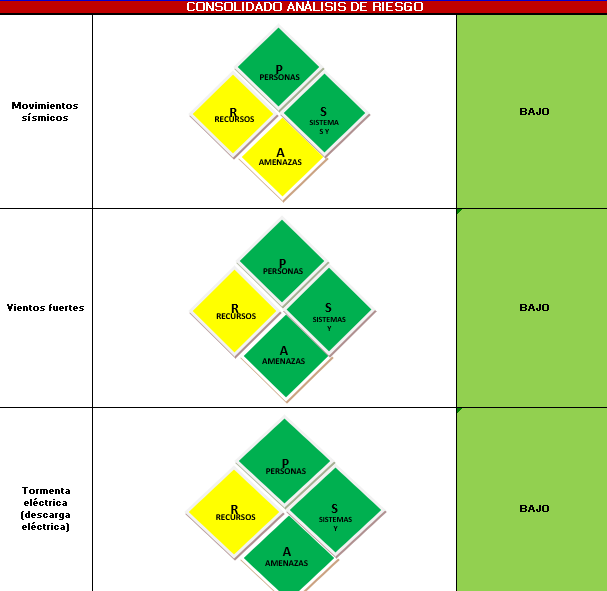 CONSOLIDADO ANÁLISIS DE RIESGO
Movimientos
sísmicos
P
PERSONAS
R
RECURSOS
S
SISTEMA
S Y
A
AMENAZAS
BAJO
Vientos fuertes
P
PERSONAS
R
RECURSOS
S
SISTEMAS
Y
A
AMENAZAS
BAJO
Tormenta
eléctrica
(descarga
eléctrica)
P
PERSONAS
R
RECURSOS
S
SISTEMAS
Y
A
AMENAZAS
BAJO